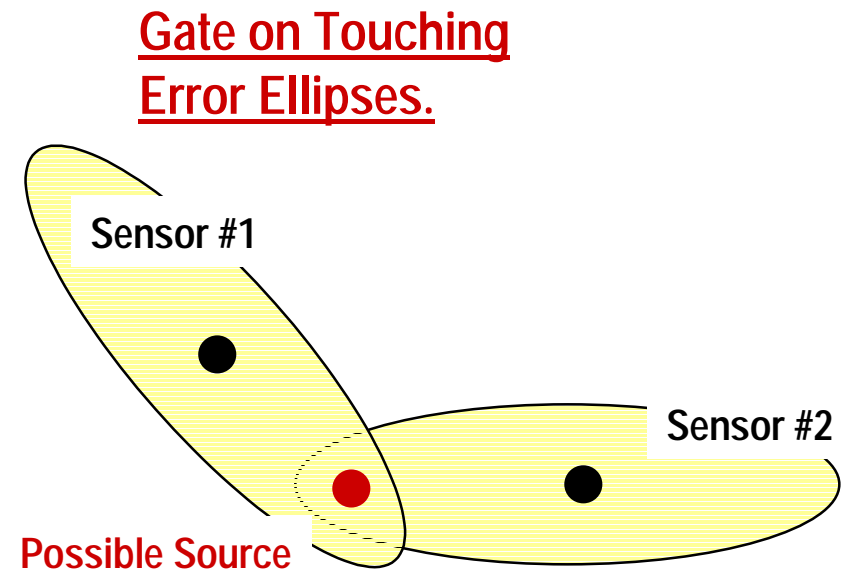 Gate on Touching
Error Ellipses.
Sensor #1
Sensor #2
Possible Source